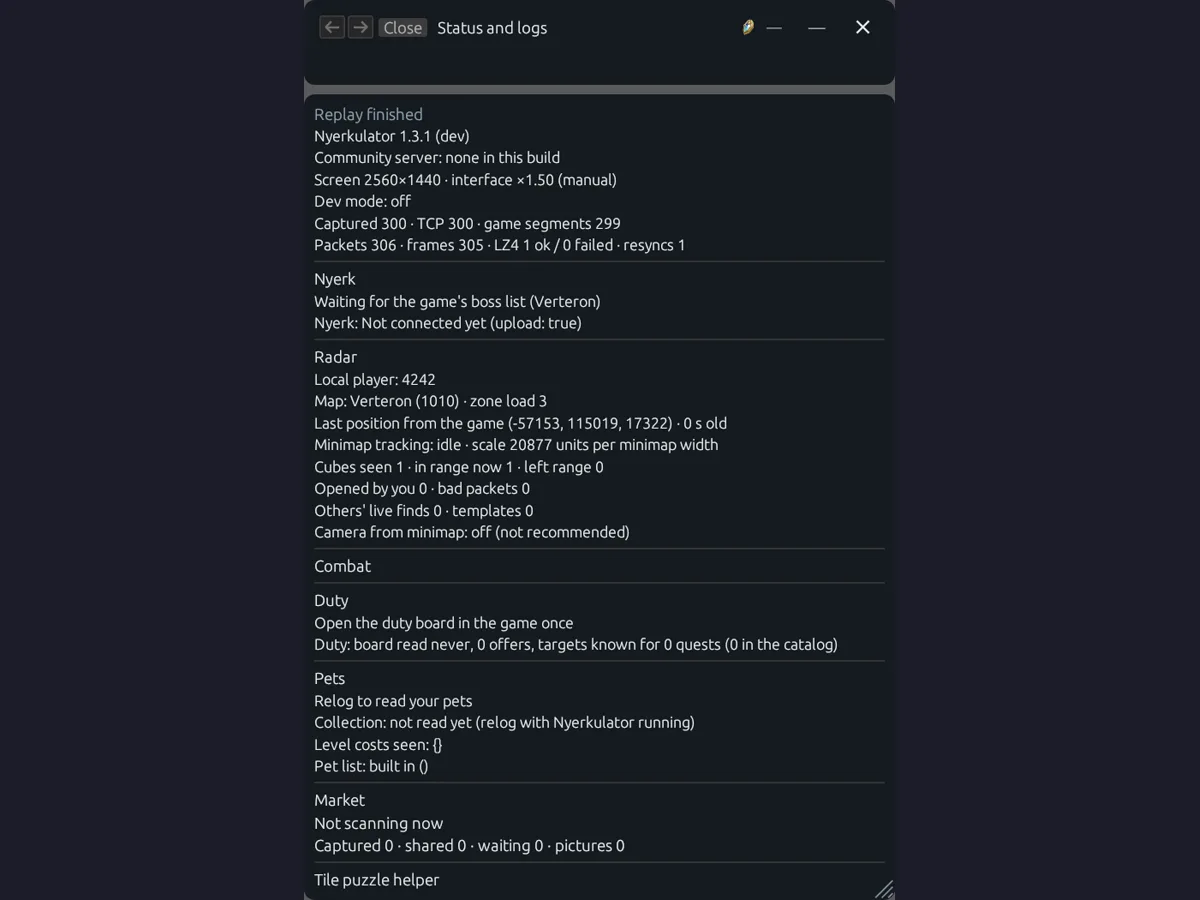 Close Status and logs
Replay finished
Nyerkulator 1.3.1 (dev)
Community server: none in this build
Screen 2560×1440 · interface ×1.50 (manual)
Dev mode: off
Captured 300 · TCP 300 · game segments 299
Packets 306 · frames 305 · LZ4 1 ok / 0 failed · resyncs 1
Nyerk
Waiting for the game's boss list (Verteron)
Nyerk: Not connected yet (upload: true)
Radar
Local player: 4242
Map: Verteron (1010) · zone load 3
Last position from the game (-57153, 115019, 17322) · 0 s old
Minimap tracking: idle · scale 20877 units per minimap width
Cubes seen 1 · in range now 1 · left range 0
Opened by you 0 · bad packets 0
Others' live finds 0 · templates 0
Camera from minimap: off (not recommended)
Combat
Duty
Open the duty board in the game once
Duty: board read never, 0 offers, targets known for 0 quests (0 in the catalog)
Pets
Relog to read your pets
Collection: not read yet (relog with Nyerkulator running)
Level costs seen: {}
Pet list: built in ()
Market
Not scanning now
Captured 0 · shared 0 · waiting 0 · pictures 0
Tile puzzle helper